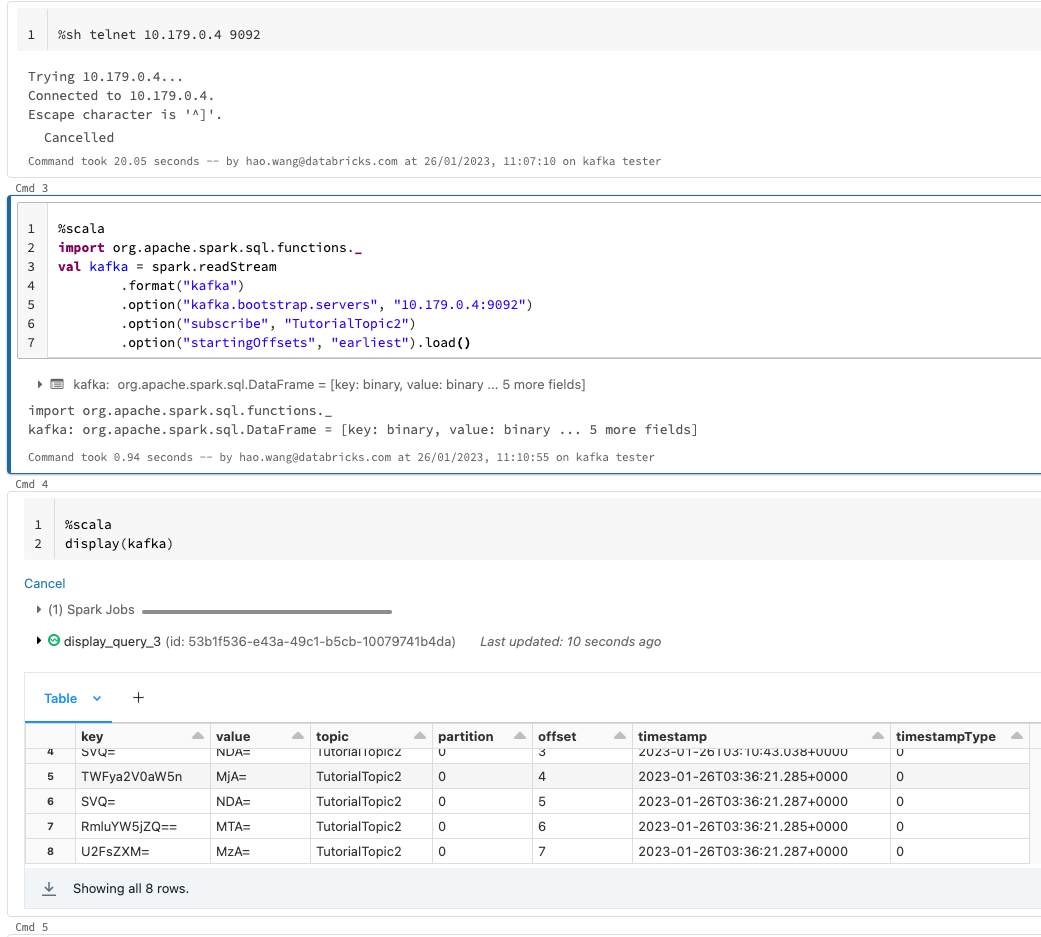 1 %sh telnet 10.179.0.4 9092
Trying 10.179.0.4...
Connected to 10.179.0.4.
Escape character is '^]'.
Cancelled
Command took 20.05 seconds -- by hao.wang@databricks.com at 26/01/2023, 11:07:10 on kafka tester
Cmd 3
1 %scala
2 import org.apache.spark.sql.functions._
3 val kafka = spark.readStream
4 .format("kafka")
5 .option("kafka.bootstrap.servers", "10.179.0.4:9092")
6 .option("subscribe", "TutorialTopic2")
7 .option("startingOffsets", "earliest").load()
kafka: org.apache.spark.sql.DataFrame = [key: binary, value: binary ... 5 more fields]
import org.apache.spark.sql.functions._
kafka: org.apache.spark.sql.DataFrame = [key: binary, value: binary ... 5 more fields]
Command took 0.94 seconds -- by hao.wang@databricks.com at 26/01/2023, 11:10:55 on kafka tester
Cmd 4
1 %scala
2 display(kafka)
Cancel
(1) Spark Jobs
display_query_3 (id: 53b1f536-e43a-49c1-b5cb-10079741b4da) Last updated: 10 seconds ago
Table +
key value topic partition offset timestamp timestampType
4 SVQ= NDA= TutorialTopic2 0 3 2023-01-26T03:10:43.038+0000 0
5 TWFya2V0aW5n MjA= TutorialTopic2 0 4 2023-01-26T03:36:21.285+0000 0
6 SVQ= NDA= TutorialTopic2 0 5 2023-01-26T03:36:21.287+0000 0
7 RmluYW5jZQ== MTA= TutorialTopic2 0 6 2023-01-26T03:36:21.285+0000 0
8 U2FsZXM= MzA= TutorialTopic2 0 7 2023-01-26T03:36:21.287+0000 0
Showing all 8 rows.
Cmd 5